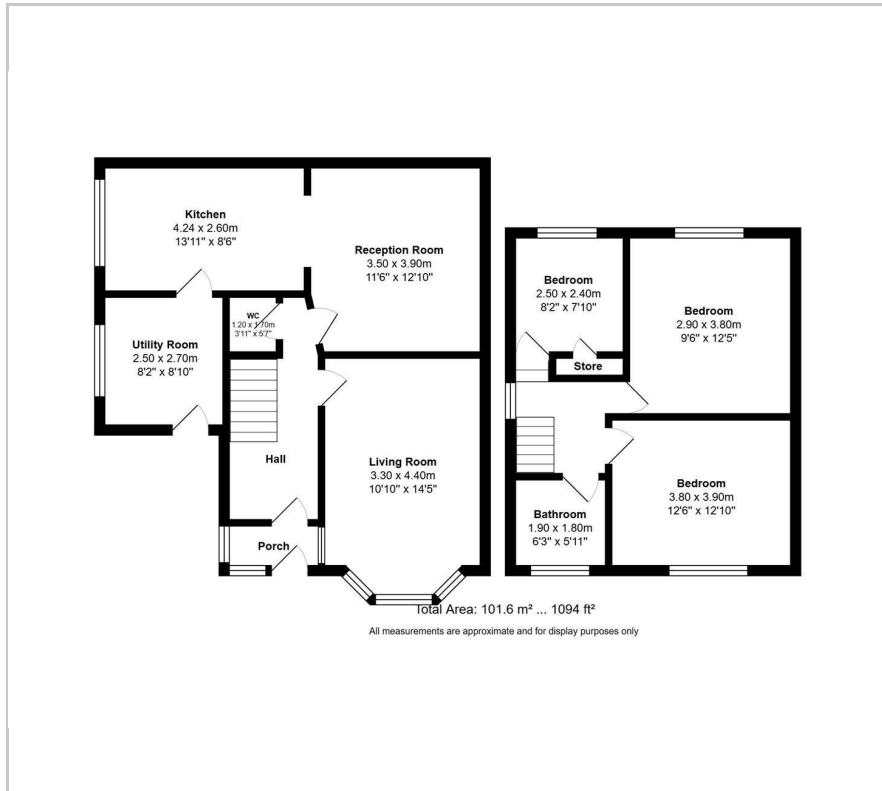 Kitchen
4.24 x 2.60m
13'11" x 8'6"
Reception Room
3.50 x 3.90m
11'6" x 12'10"
WC
1.20 x 1.70m
3'11" x 5'7"
Utility Room
2.50 x 2.70m
8'2" x 8'10"
Hall
Living Room
3.30 x 4.40m
10'10" x 14'5"
Porch
Bedroom
2.50 x 2.40m
8'2" x 7'10"
Bedroom
2.90 x 3.80m
9'6" x 12'5"
Store
Bedroom
3.80 x 3.90m
12'6" x 12'10"
Bathroom
1.90 x 1.80m
6'3" x 5'11"
Total Area: 101.6 m² ... 1094 ft²
All measurements are approximate and for display purposes only